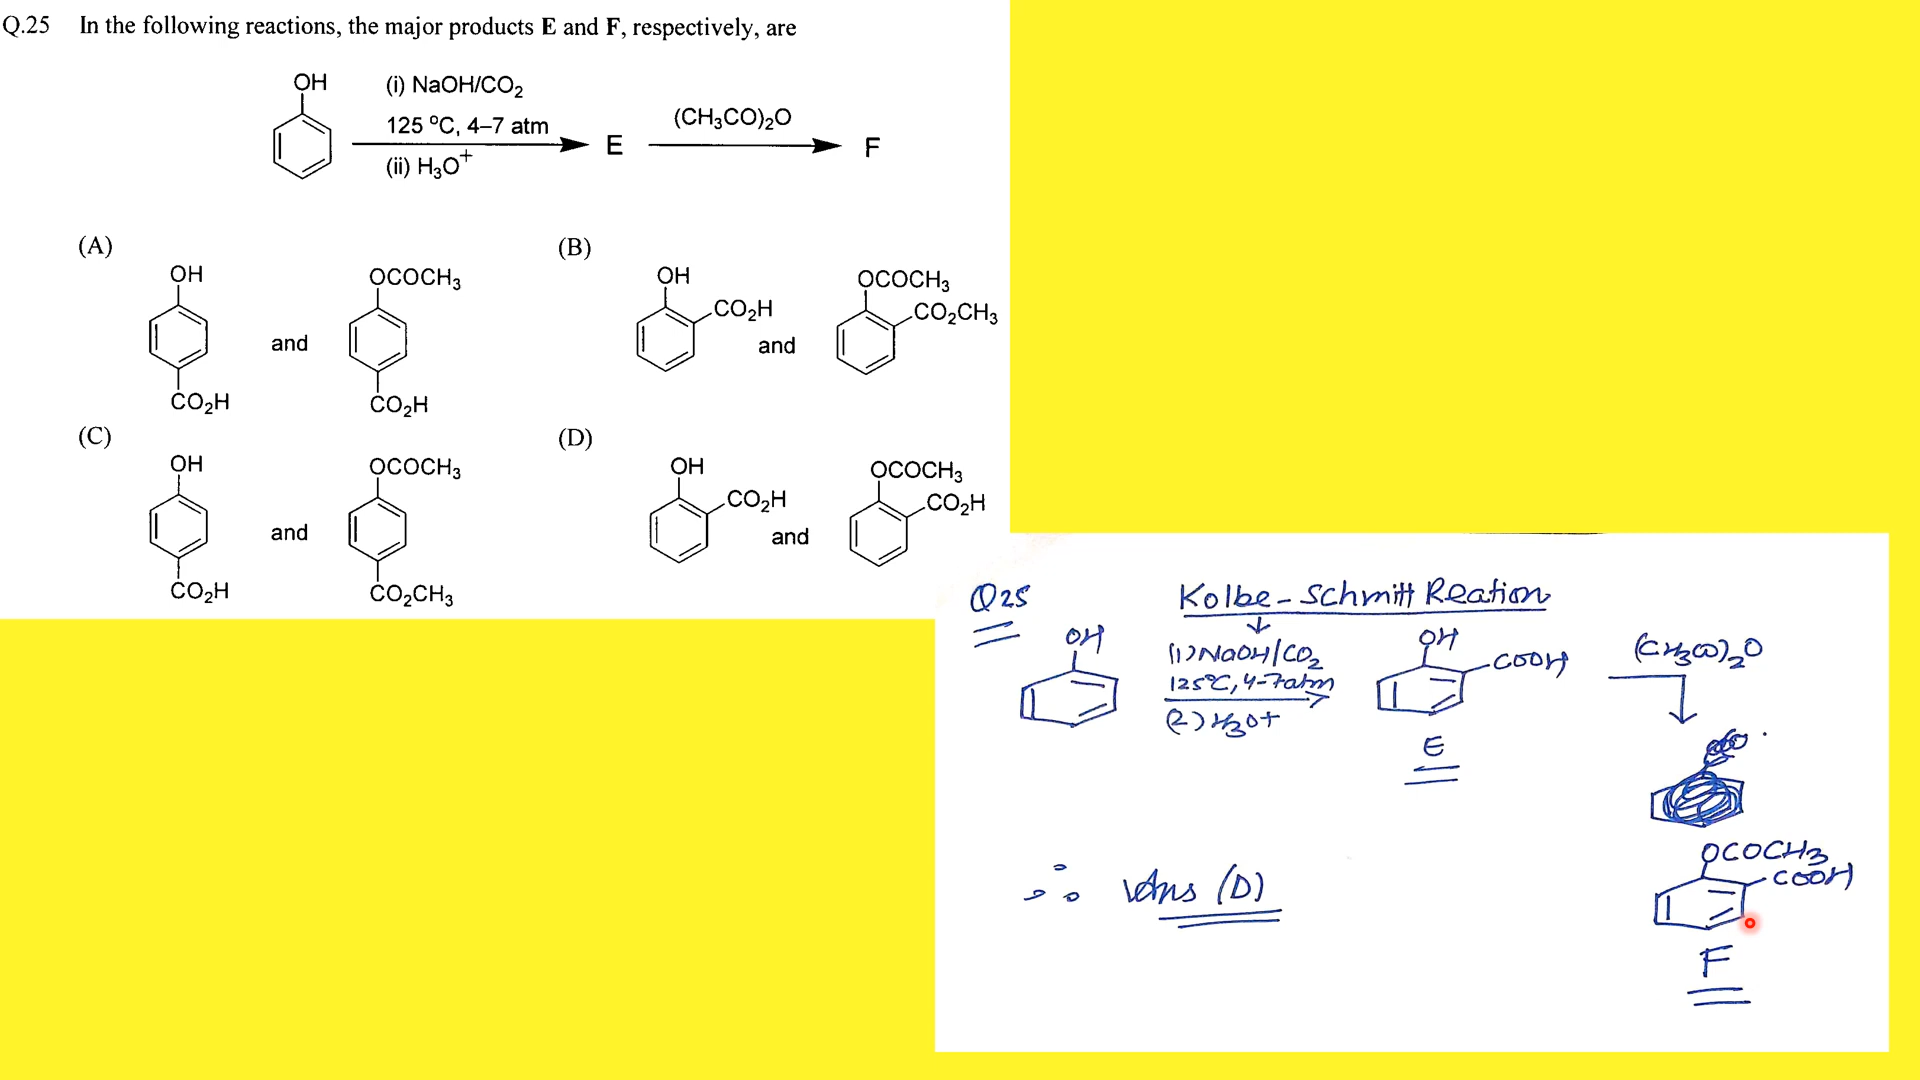 Q.25 In the following reactions, the major products E and F, respectively, are
OH
(i) NaOH/CO₂
125 °C, 4–7 atm
(ii) H₃O⁺
E
(CH₃CO)₂O
F
(A)
OH
CO₂H
and
OCOCH₃
CO₂H
(B)
OH
CO₂H
and
OCOCH₃
CO₂CH₃
(C)
OH
CO₂H
and
OCOCH₃
CO₂CH₃
(D)
OH
CO₂H
and
OCOCH₃
CO₂H
Q25
Kolbe-Schmitt Reation
OH
(1) NaOH/CO₂
125°C, 4-7atm
(2) H₃O+
OH
COOH
E
(CH₃CO)₂O
OCOCH₃
COOH
F
∴ Ans (D)